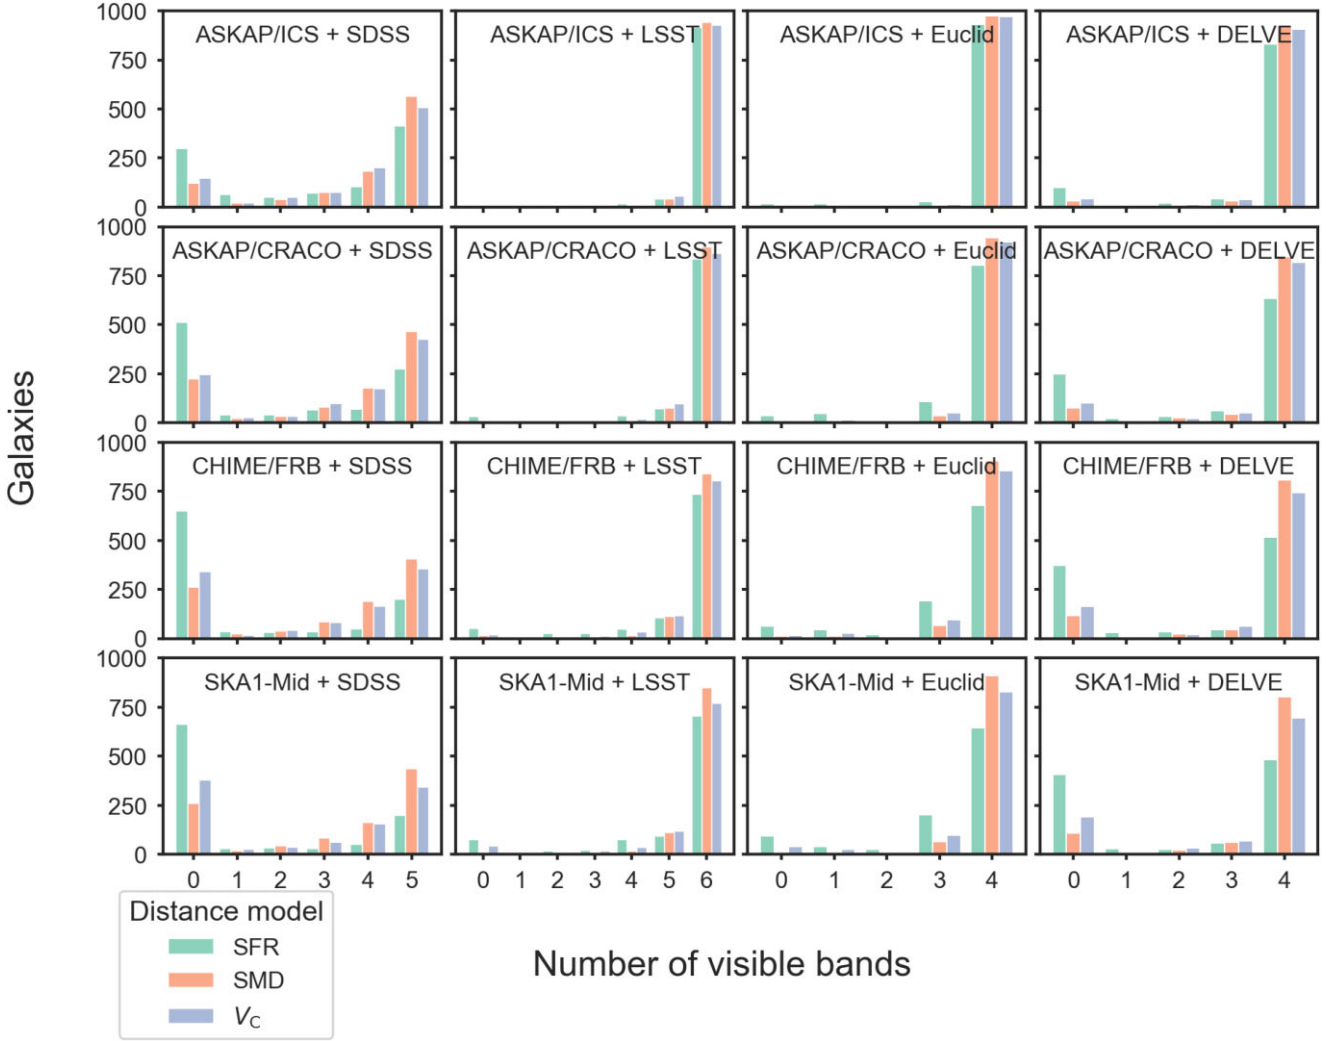 1000
ASKAP/ICS + SDSS
ASKAP/ICS + LSST
ASKAP/ICS + Euclid
ASKAP/ICS + DELVE
750
500
250
0
1000
ASKAP/CRACO + SDSS
ASKAP/CRACO + LSST
ASKAP/CRACO + Euclid
ASKAP/CRACO + DELVE
750
500
250
0
Galaxies
1000
CHIME/FRB + SDSS
CHIME/FRB + LSST
CHIME/FRB + Euclid
CHIME/FRB + DELVE
750
500
250
0
1000
SKA1-Mid + SDSS
SKA1-Mid + LSST
SKA1-Mid + Euclid
SKA1-Mid + DELVE
750
500
250
0
0 1 2 3 4 5
0 1 2 3 4 5 6
0 1 2 3 4
0 1 2 3 4
Distance model
SFR
SMD
V_C
Number of visible bands